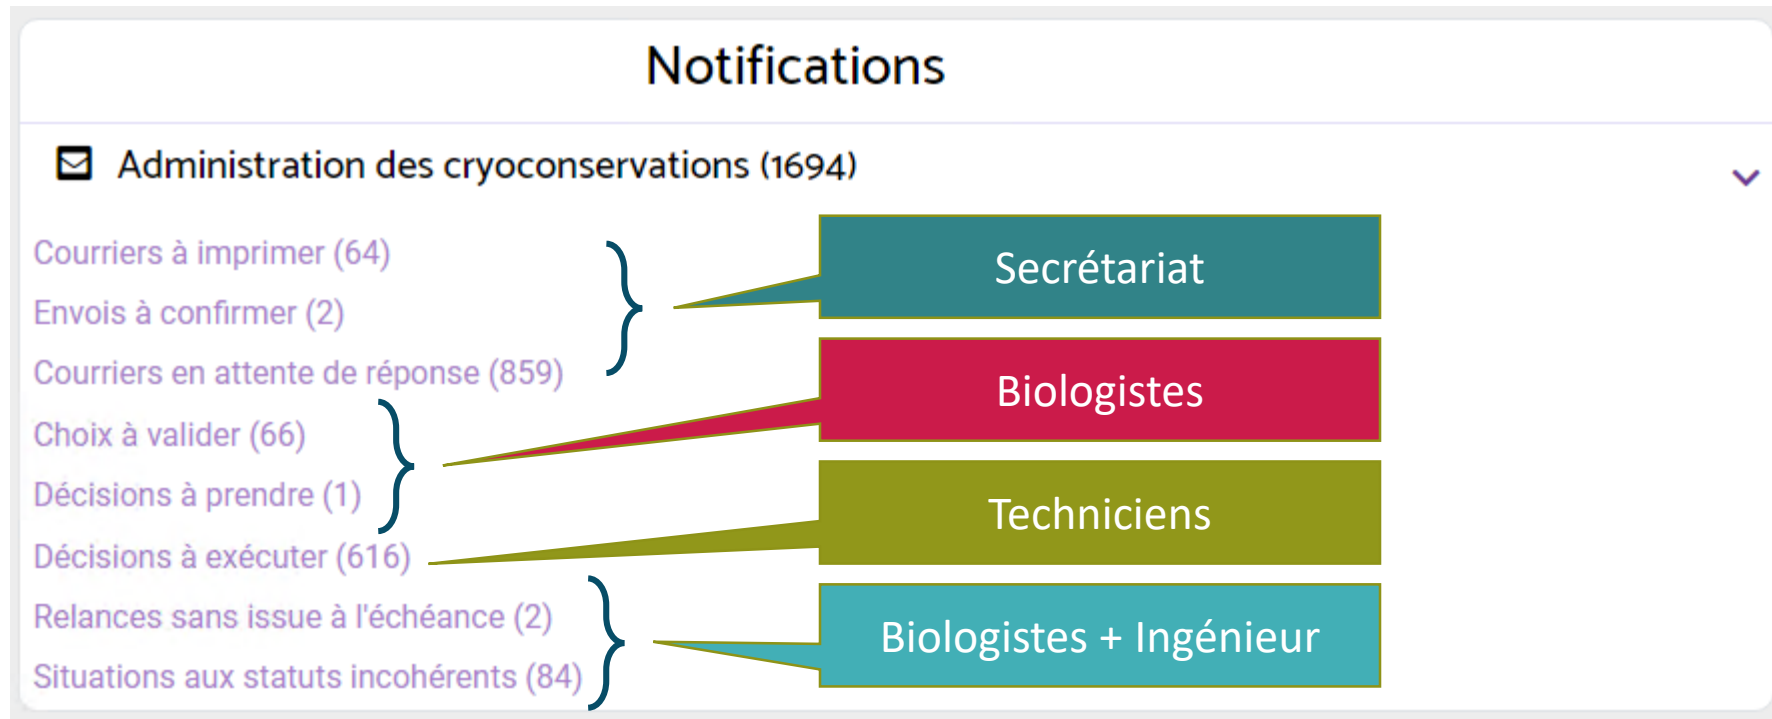 Notifications
Administration des cryoconservations (1694)
Courriers à imprimer (64)
Envois à confirmer (2)
Courriers en attente de réponse (859)
Choix à valider (66)
Décisions à prendre (1)
Décisions à exécuter (616)
Relances sans issue à l'échéance (2)
Situations aux statuts incohérents (84)
Secrétariat
Biologistes
Techniciens
Biologistes + Ingénieur